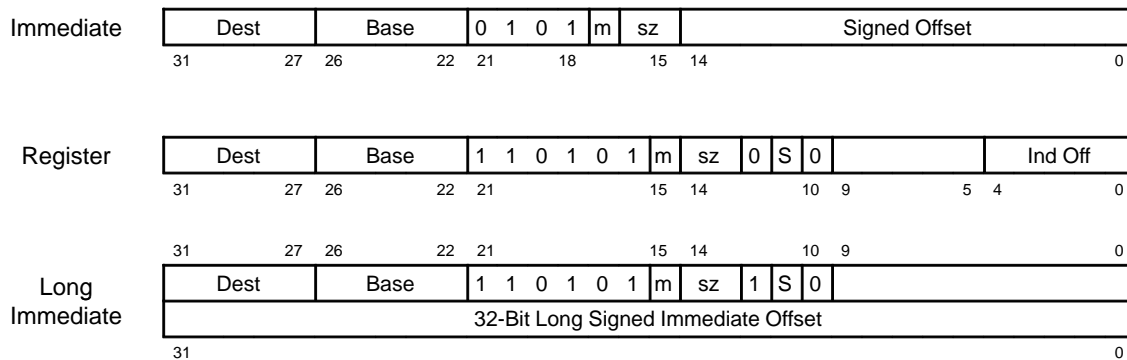 Immediate Dest Base 0 1 0 1 m sz Signed Offset
31 27 26 22 21 18 15 14 0
Register Dest Base 1 1 0 1 0 1 m sz 0 S 0 Ind Off
31 27 26 22 21 15 14 10 9 5 4 0
31 27 26 22 21 15 14 10 9 0
Long Immediate Dest Base 1 1 0 1 0 1 m sz 1 S 0
32-Bit Long Signed Immediate Offset
31 0